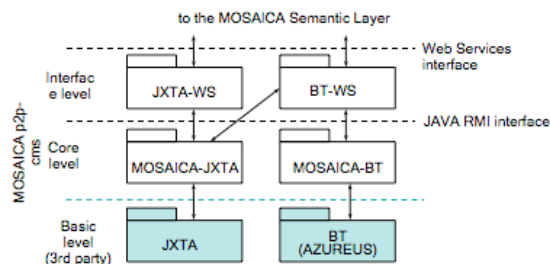 to the MOSAICA Semantic Layer
Web Services
interface
Interfac
e level
JXTA-WS
BT-WS
JAVA RMI interface
MOSAICA p2p-
cms
Core
level
MOSAICA-JXTA
MOSAICA-BT
Basic
level
(3rd party)
JXTA
BT
(AZUREUS)